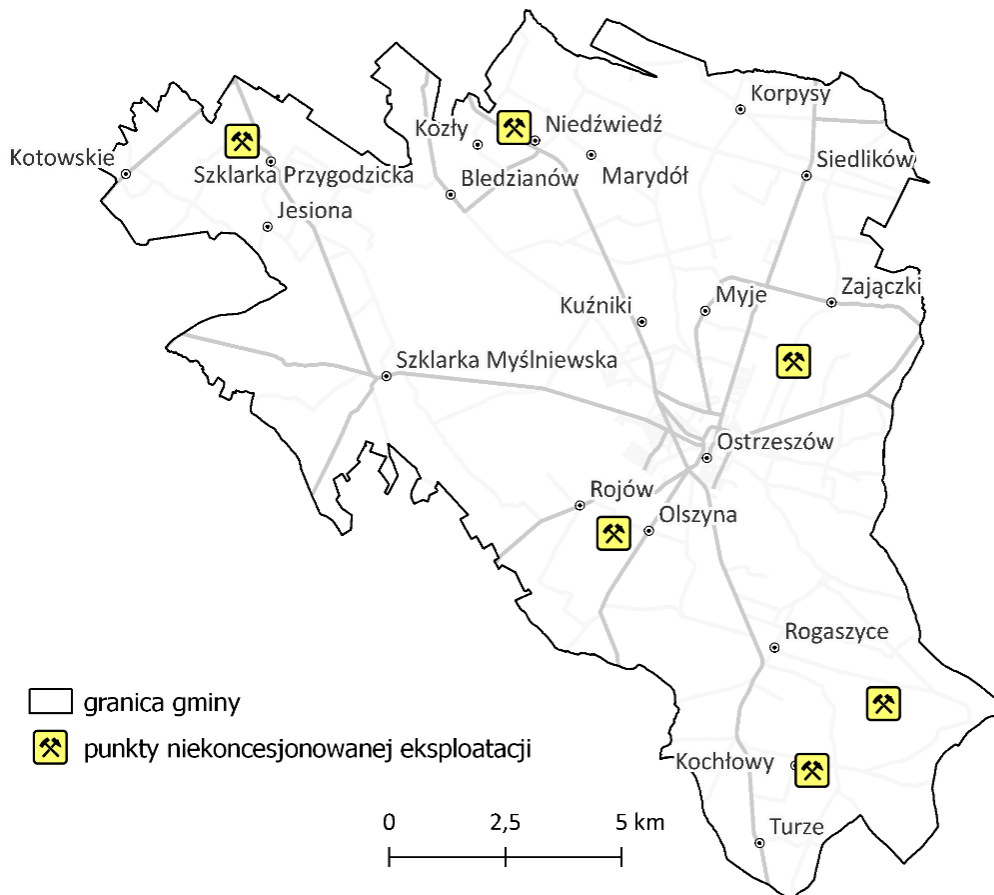 Korpysy
Kozły
Niedźwiedź
Kotowskie
Szklarka Przygodzicka
Bledzianów
Marydół
Siedlików
Jesiona
Kuźniki
Myje
Zajączki
Szklarka Myślniewska
Ostrzeszów
Rojów
Olszyna
Rogaszyce
granica gminy
punkty niekoncesjonowanej eksploatacji
Kochłowy
0 2,5 5 km
Turze